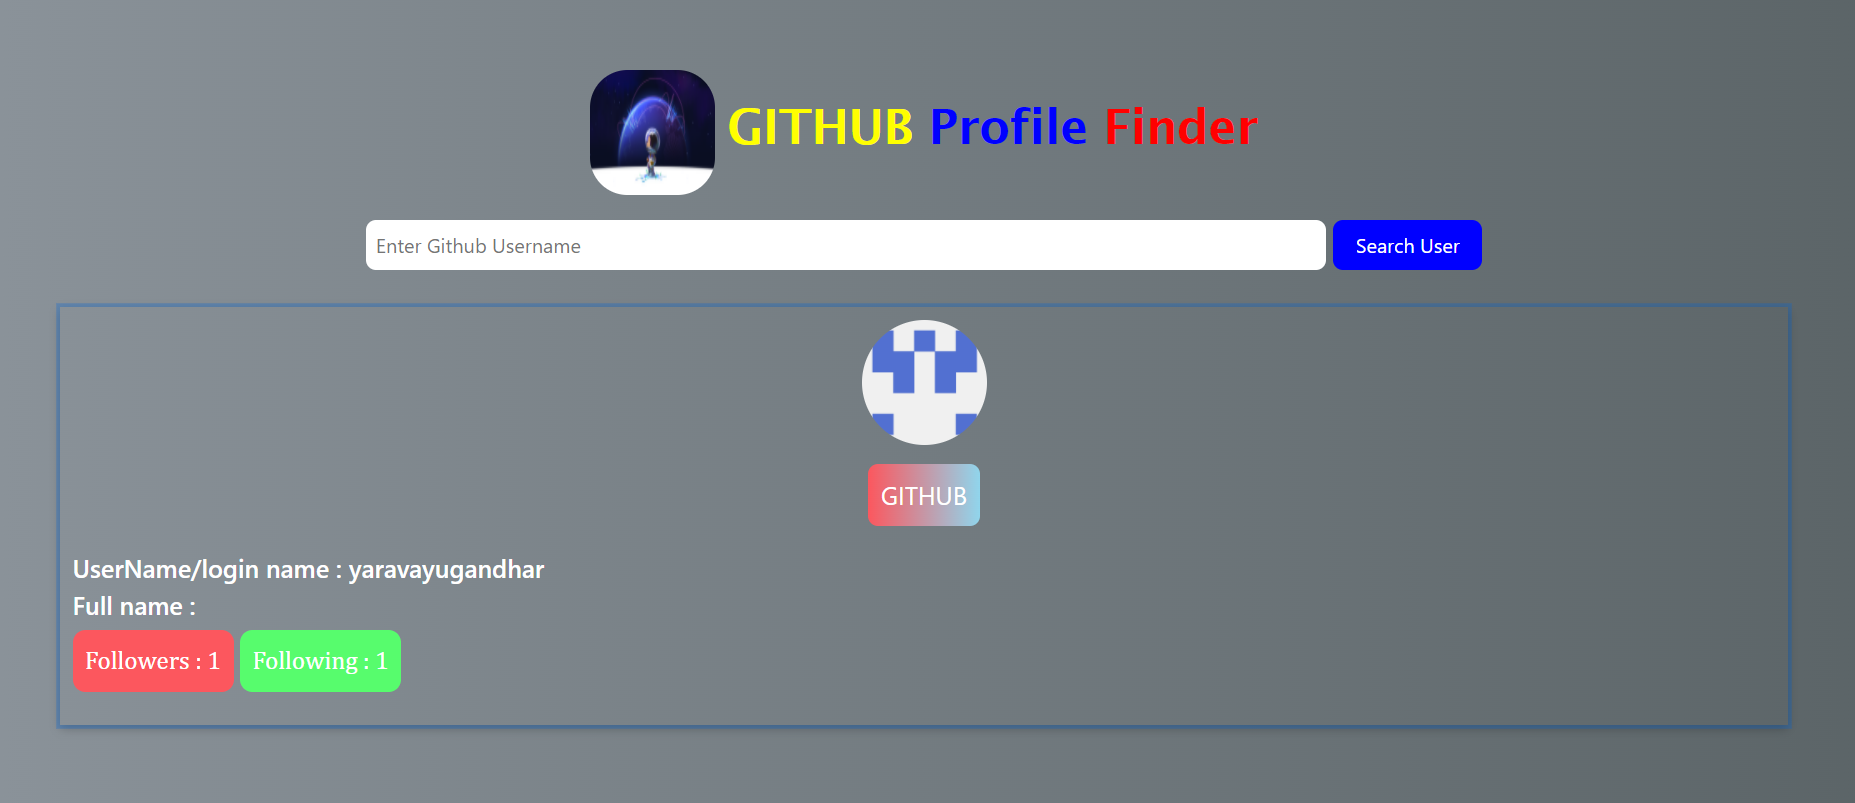 GITHUB Profile Finder
Enter Github Username
Search User
GITHUB
UserName/login name : yaravayugandhar
Full name :
Followers : 1
Following : 1